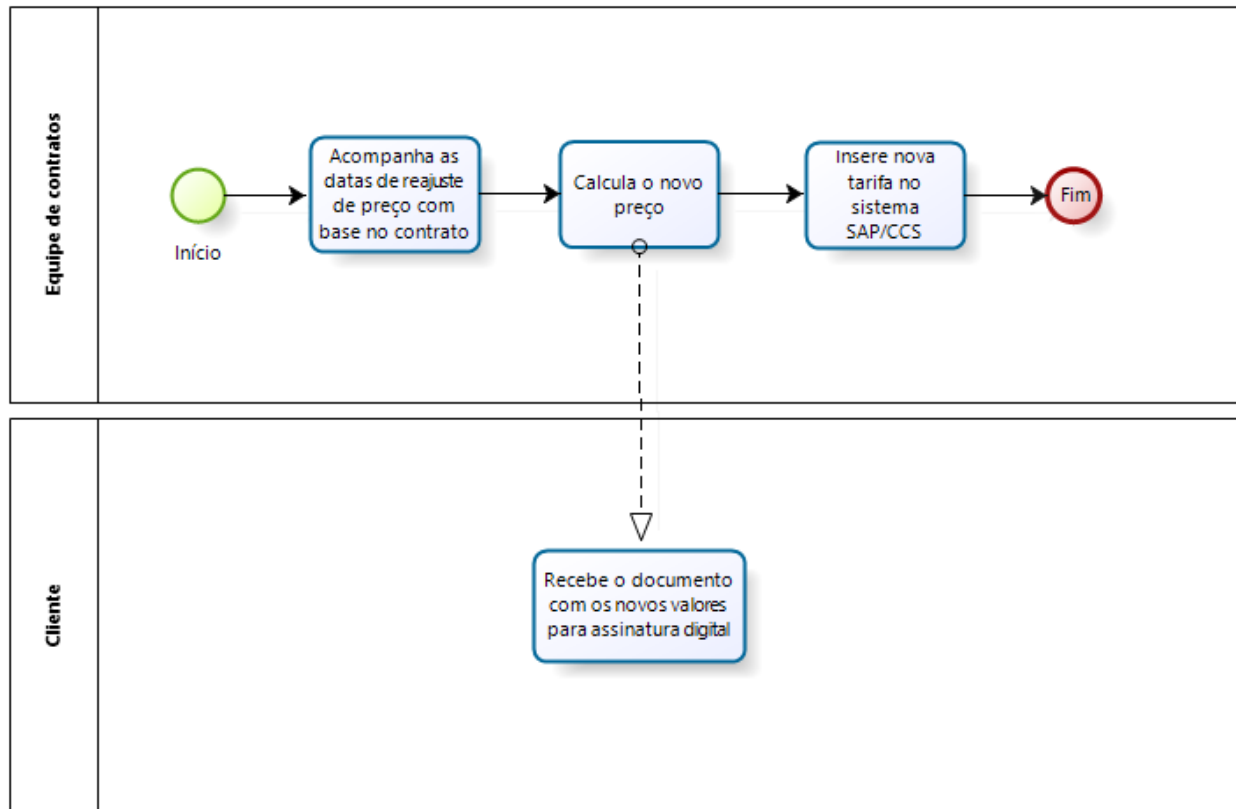 Equipe de contratos
Início
Acompanha as
datas de reajuste
de preço com
base no contrato
Calcula o novo
preço
Insere nova
tarifa no
sistema
SAP/CCS
Fim
Cliente
Recebe o documento
com os novos valores
para assinatura digital